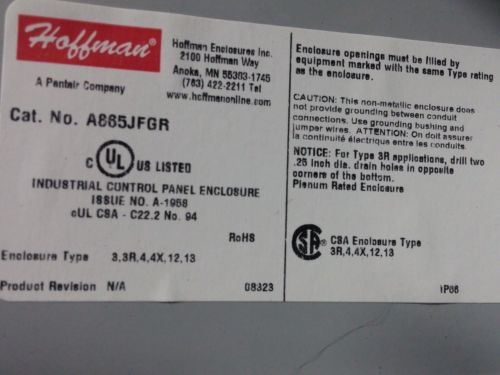 Hoffman®
A Pentair Company
Hoffman Enclosures Inc.
2100 Hoffman Way
Anoka, MN 55303-1745
(763) 422-2211 Tel
www.hoffmanonline.com
Cat. No. A865JFGR
C UL US LISTED
INDUSTRIAL CONTROL PANEL ENCLOSURE
ISSUE NO. A-1958
cUL CSA - C22.2 No. 94
RoHS
Enclosure Type 3,3R,4,4X,12,13
Product Revision N/A 08323
Enclosure openings must be filled by
equipment marked with the same Type rating
as the enclosure.
CAUTION: This non-metallic enclosure does
not provide grounding between conduit
connections. Use grounding bushing and
jumper wires. ATTENTION: On doit assurer
la continuité électrique entre les conduits.
NOTICE: For Type 3R applications, drill two
.25 inch dia. drain holes in opposite
corners of the bottom.
Plenum Rated Enclosure
SA® CSA Enclosure Type
3R,4,4X,12,13
IP66